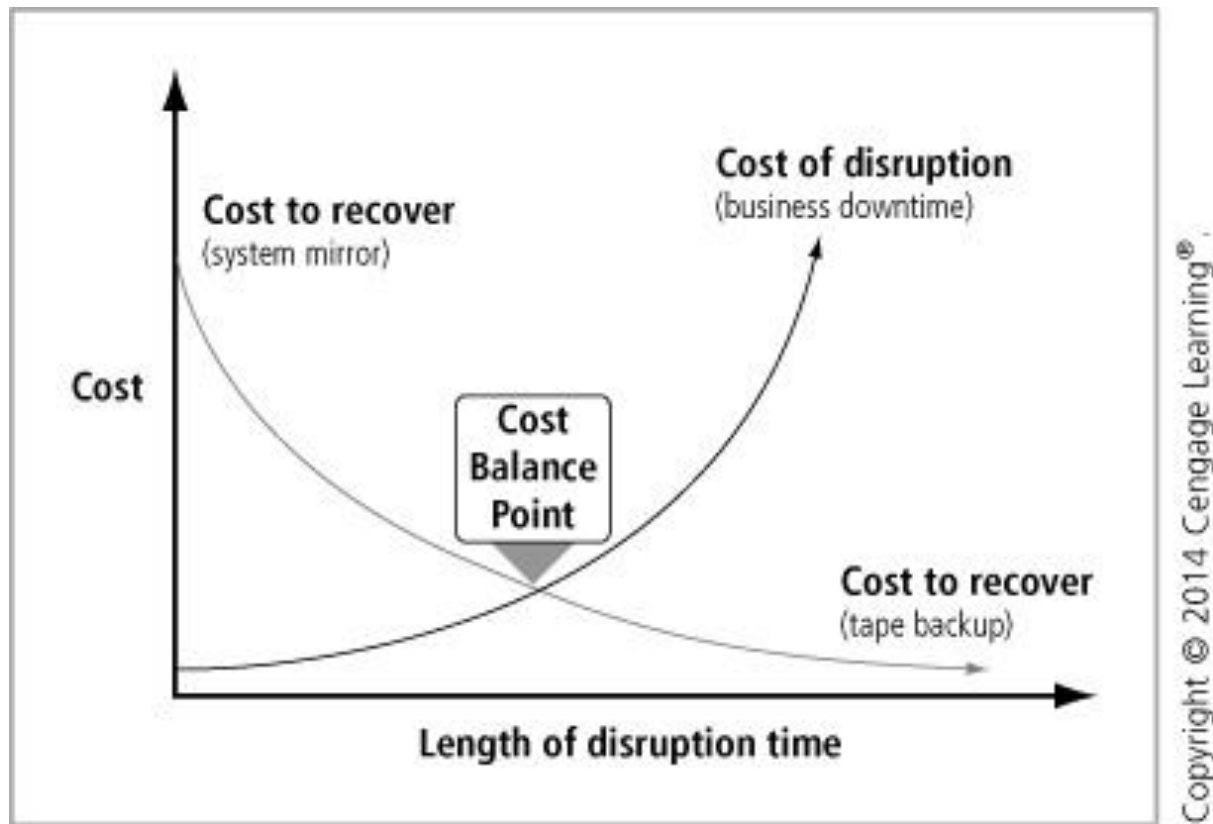 Cost of disruption
(business downtime)
Cost to recover
(system mirror)
Cost
Cost
Balance
Point
Cost to recover
(tape backup)
Length of disruption time
Copyright © 2014 Cengage Learning®.